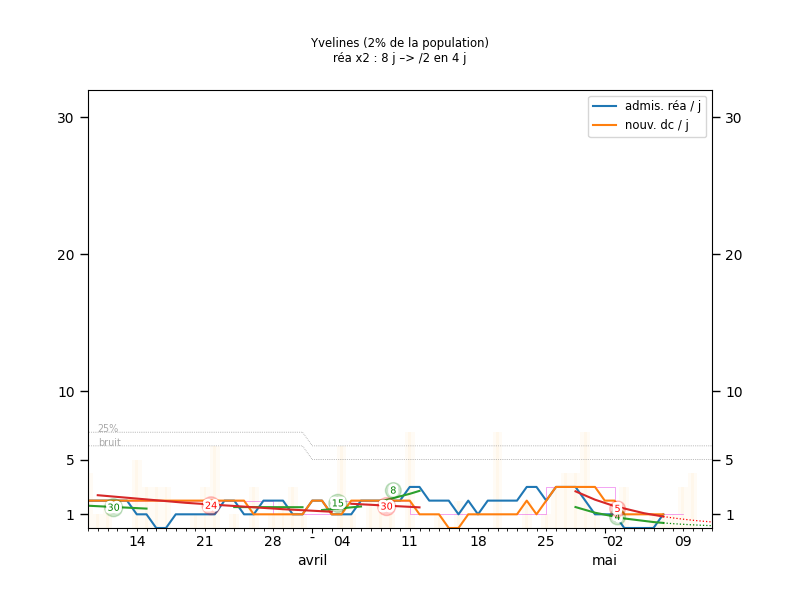 Yvelines (2% de la population)
réa x2 : 8 j –> /2 en 4 j
admis. réa / j
nouv. dc / j
30 30
20 20
10 10
25%
bruit
5 5
8
30 24 15 30 5 4
1 1
14 21 28 - 04 11 18 25 -02 09
avril mai